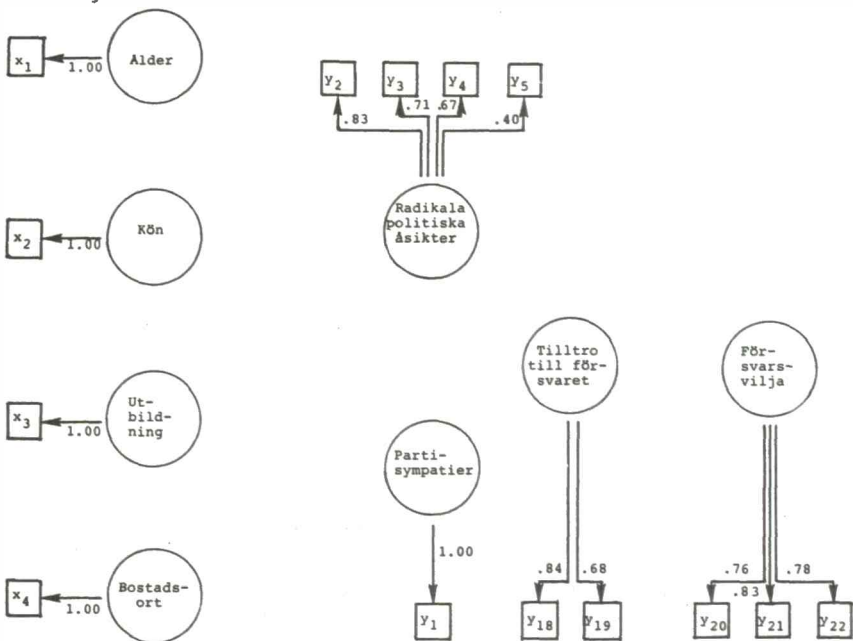 x1
1.00
Ålder
y2
y3
y4
y5
.83
.71
.67
.40
Radikala
politiska
åsikter
x2
1.00
Kön
x3
1.00
Ut-
bild-
ning
Tilltro
till för-
svaret
För-
svars-
vilja
Parti-
sympatier
1.00
.84
.68
.76
.83
.78
x4
1.00
Bostads-
ort
y1
y18
y19
y20
y21
y22